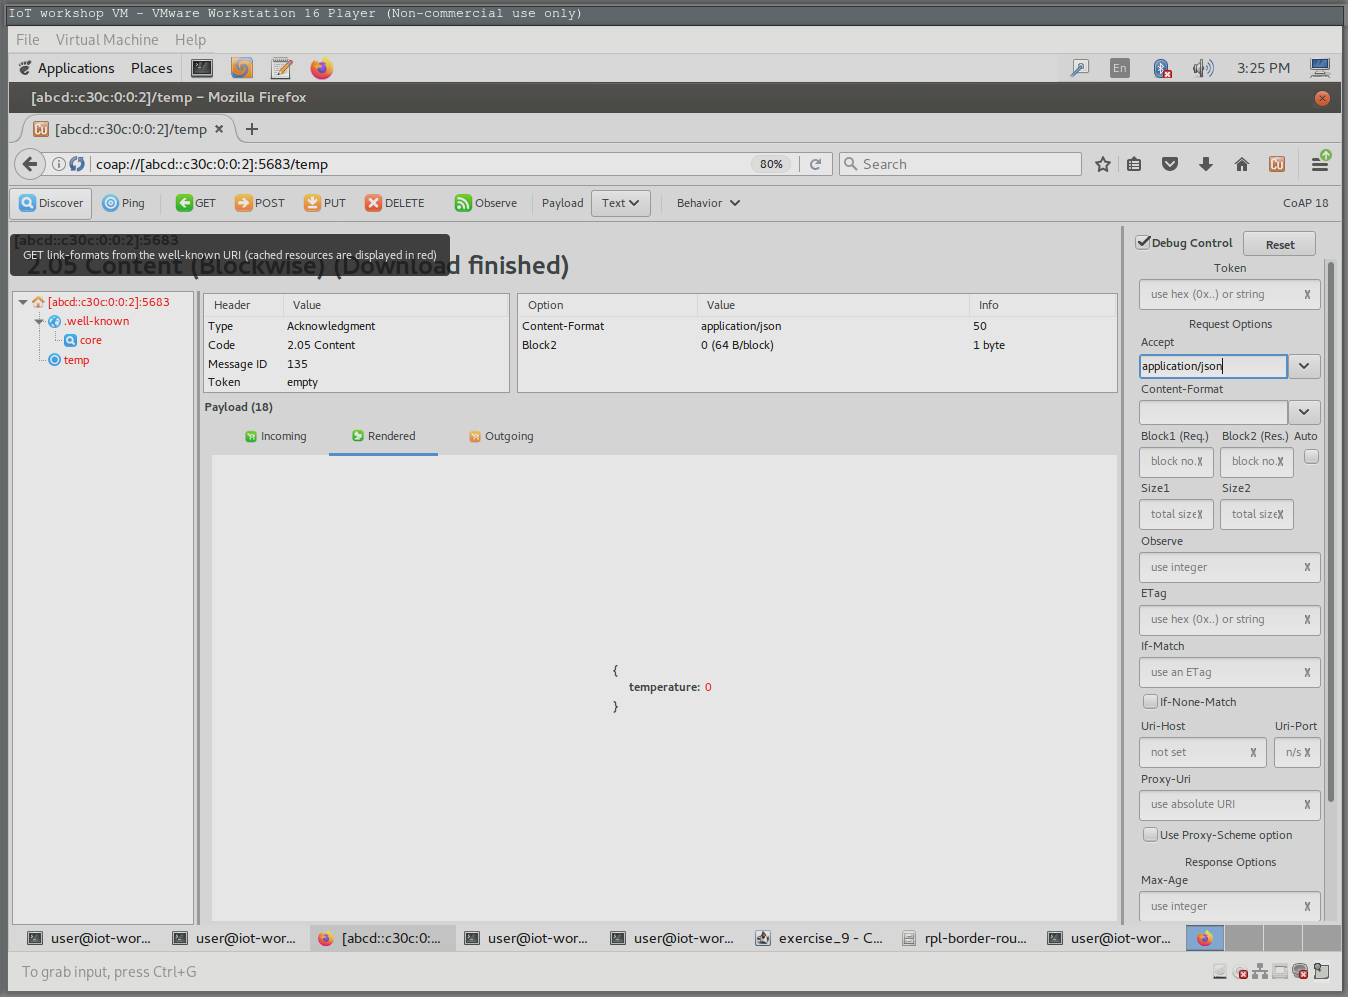 IoT workshop VM - VMware Workstation 16 Player (Non-commercial use only)
File Virtual Machine Help
Applications Places En 3:25 PM
[abcd::c30c:0:0:2]/temp - Mozilla Firefox
[abcd::c30c:0:0:2]/temp
coap://[abcd::c30c:0:0:2]:5683/temp 80% Search
Discover Ping GET POST PUT DELETE Observe Payload Text Behavior CoAP 18
[abcd::c30c:0:0:2]:5683
GET link-formats from the well-known URI (cached resources are displayed in red)
2.05 Content (Blockwise) (Download finished)
[abcd::c30c:0:0:2]:5683
.well-known
core
temp
Header Value
Type Acknowledgment
Code 2.05 Content
Message ID 135
Token empty
Option Value Info
Content-Format application/json 50
Block2 0 (64 B/block) 1 byte
Payload (18)
Incoming Rendered Outgoing
{
temperature: 0
}
Debug Control Reset
Token
use hex (0x..) or string X
Request Options
Accept
application/json
Content-Format
Block1 (Req.) Block2 (Res.) Auto
block no. X block no. X
Size1 Size2
total size X total size X
Observe
use integer X
ETag
use hex (0x..) or string X
If-Match
use an ETag X
If-None-Match
Uri-Host Uri-Port
not set X n/s X
Proxy-Uri
use absolute URI X
Use Proxy-Scheme option
Response Options
Max-Age
use integer X
user@iot-wor... user@iot-wor... [abcd::c30c:0:... user@iot-wor... user@iot-wor... exercise_9 - C... rpl-border-rou... user@iot-wor...
To grab input, press Ctrl+G